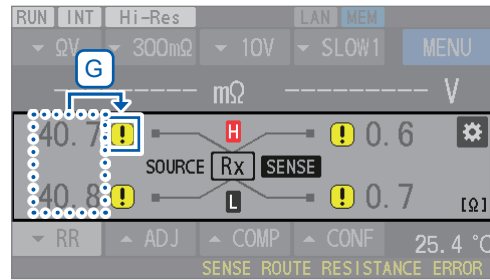 RUN INT Hi-Res LAN MEM
ΩV 300mΩ 10V SLOW1 MENU
G
------- mΩ ------- V
40.7 ! H ! 0.6
SOURCE Rx SENSE
40.8 ! L ! 0.7 [Ω]
RR ADJ COMP CONF 25.4 °C
SENSE ROUTE RESISTANCE ERROR